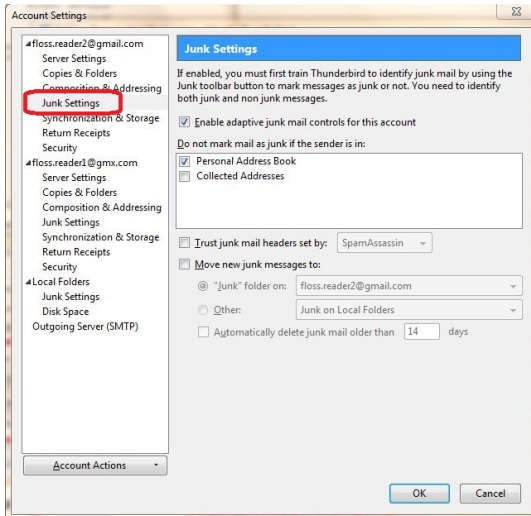 Account Settings
floss.reader2@gmail.com
Server Settings
Copies & Folders
Composition & Addressing
Junk Settings
Synchronization & Storage
Return Receipts
Security
floss.reader1@gmx.com
Server Settings
Copies & Folders
Composition & Addressing
Junk Settings
Synchronization & Storage
Return Receipts
Security
Local Folders
Junk Settings
Disk Space
Outgoing Server (SMTP)
Account Actions
Junk Settings
If enabled, you must first train Thunderbird to identify junk mail by using the
Junk toolbar button to mark messages as junk or not. You need to identify
both junk and non junk messages.
Enable adaptive junk mail controls for this account
Do not mark mail as junk if the sender is in:
Personal Address Book
Collected Addresses
Trust junk mail headers set by: SpamAssassin
Move new junk messages to:
"Junk" folder on: floss.reader2@gmail.com
Other: Junk on Local Folders
Automatically delete junk mail older than 14 days
OK Cancel